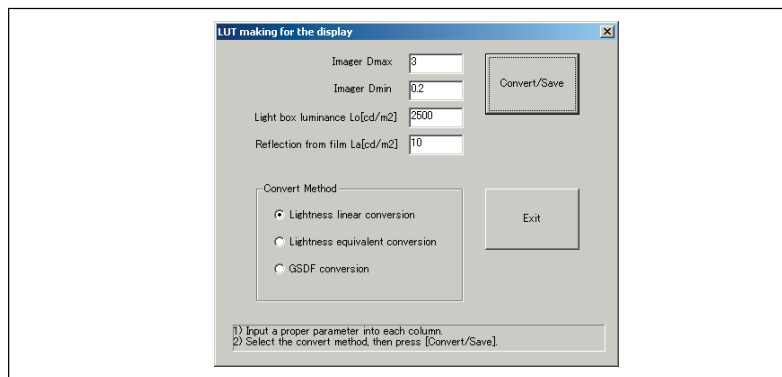 LUT making for the display
Imager Dmax 3
Convert/Save
Imager Dmin 0.2
Light box luminance Lo[cd/m2] 2500
Reflection from film La[cd/m2] 10
Convert Method
Lightness linear conversion
Exit
Lightness equivalent conversion
GSDF conversion
1) Input a proper parameter into each column.
2) Select the convert method, then press [Convert/Save].